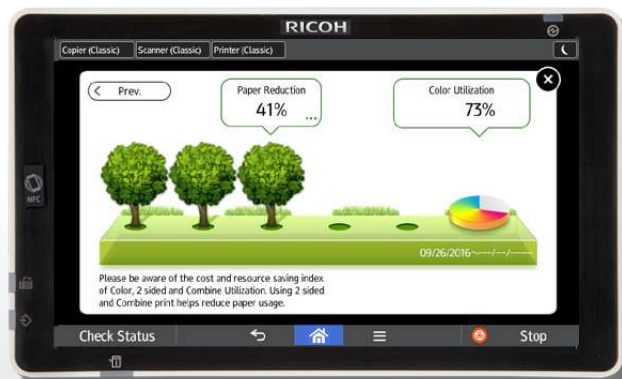 RICOH
Copier (Classic)
Scanner (Classic)
Printer (Classic)
Prev.
Paper Reduction
41%
...
Color Utilization
73%
NFC
09/26/2016~--/--/----
Please be aware of the cost and resource saving index
of Color, 2 sided and Combine Utilization. Using 2 sided
and Combine print helps reduce paper usage.
Check Status
Stop